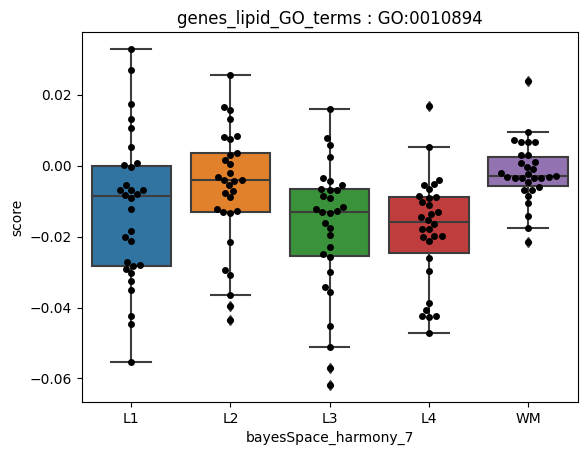 genes_lipid_GO_terms : GO:0010894
score
0.02
0.00
−0.02
−0.04
−0.06
L1
L2
L3
L4
WM
bayesSpace_harmony_7